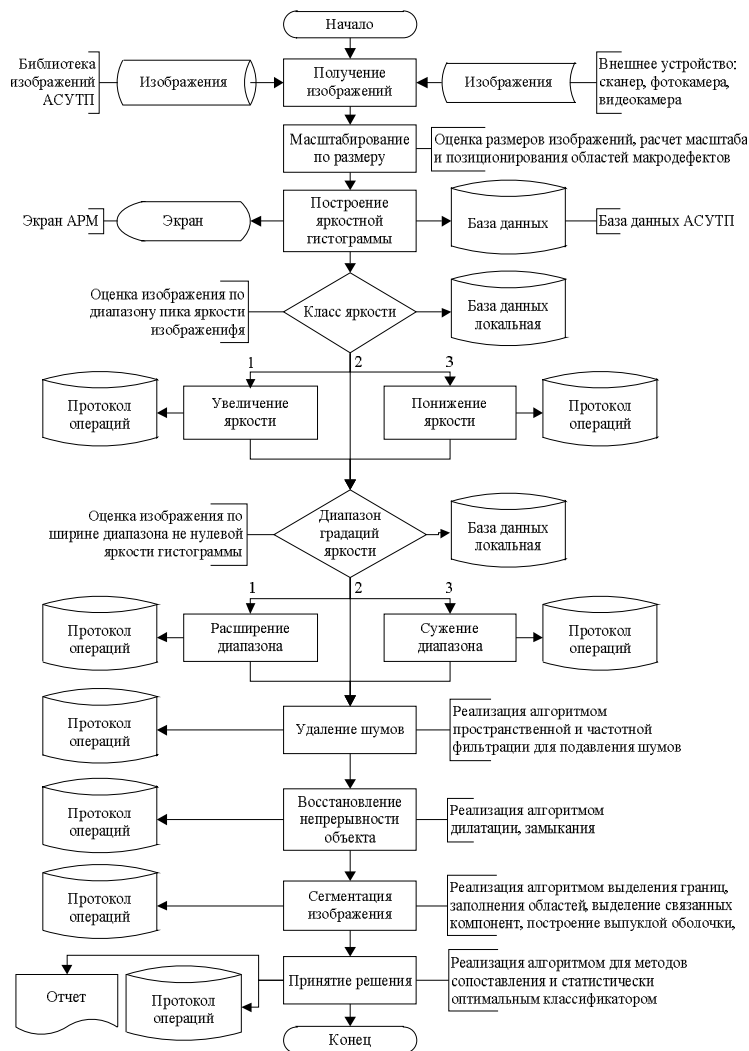 Начало
Библиотека
изображений
АСУТП
Изображения
Получение
изображений
Изображения
Внешнее устройство:
сканер, фотокамера,
видеокамера
Масштабирование
по размеру
Оценка размеров изображений, расчет масштаба
и позиционирования областей макродефектов
Экран АРМ
Экран
Построение
яркостной
гистограммы
База данных
База данных АСУТП
Оценка изображения по
диапазону пика яркости
изображенифя
Класс яркости
База данных
локальная
1
2
3
Протокол
операций
Увеличение
яркости
Понижение
яркости
Протокол
операций
Оценка изображения по
ширине диапазона не нулевой
яркости гистограммы
Диапазон
градаций
яркости
База данных
локальная
1
2
3
Протокол
операций
Расширение
диапазона
Сужение
диапазона
Протокол
операций
Протокол
операций
Удаление шумов
Реализация алгоритмом
пространственной и частотной
фильтрации для подавления шумов
Протокол
операций
Восстановление
непрерывности
объекта
Реализация алгоритмом
дилатации, замыкания
Протокол
операций
Сегментация
изображения
Реализация алгоритмом выделения границ,
заполнения областей, выделение связанных
компонент, построение выпуклой оболочки,
Отчет
Протокол
операций
Принятие решения
Реализация алгоритмом для методов
сопоставления и статистически
оптимальным классификатором
Конец